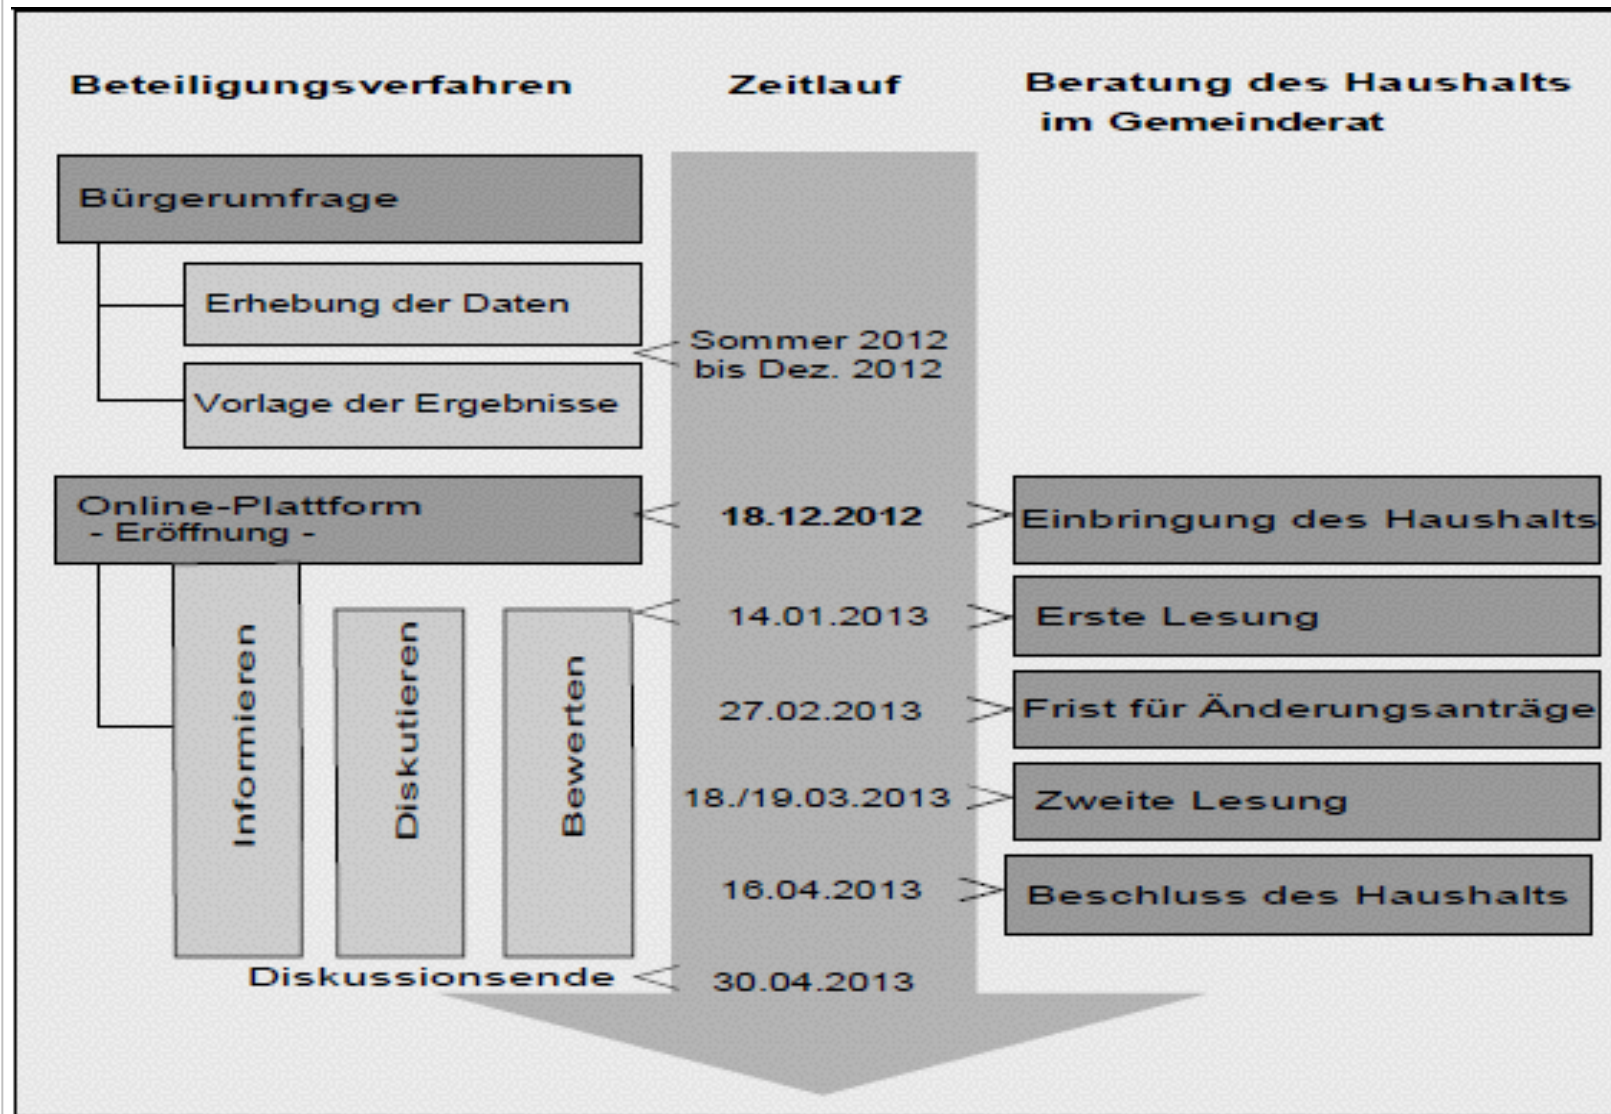 Beteiligungsverfahren
Zeitlauf
Beratung des Haushalts
im Gemeinderat
Bürgerumfrage
Erhebung der Daten
Sommer 2012
bis Dez. 2012
Vorlage der Ergebnisse
Online-Plattform
- Eröffnung -
18.12.2012
Einbringung des Haushalts
14.01.2013
Erste Lesung
Informieren
Diskutieren
Bewerten
27.02.2013
Frist für Änderungsanträge
18./19.03.2013
Zweite Lesung
16.04.2013
Beschluss des Haushalts
Diskussionsende
30.04.2013